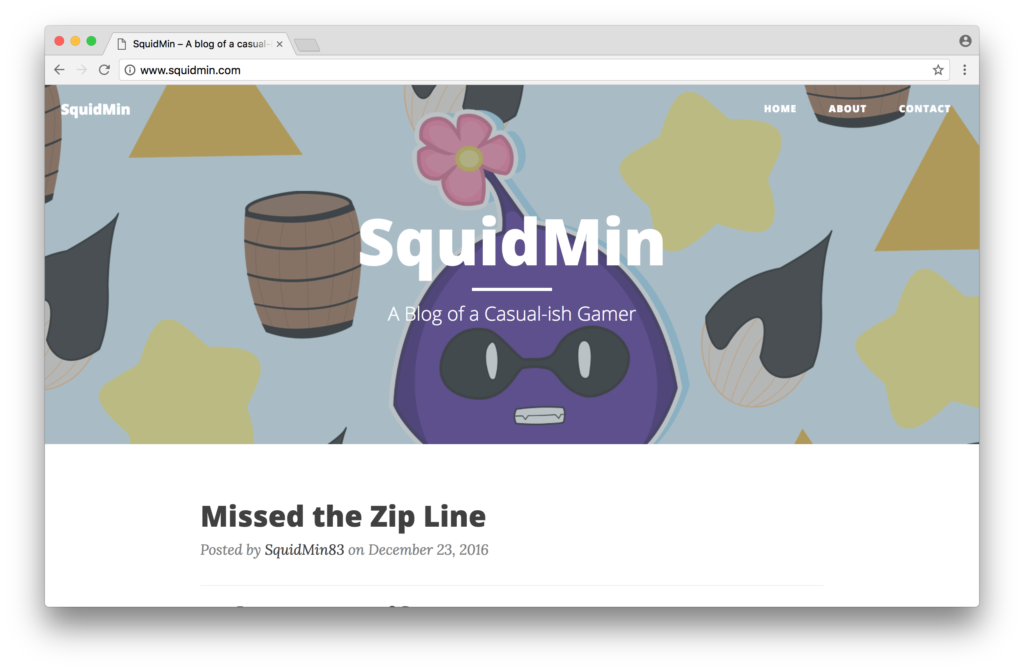 SquidMin – A blog of a casual-
www.squidmin.com
SquidMin
HOME ABOUT CONTACT
SquidMin
A Blog of a Casual-ish Gamer
Missed the Zip Line
Posted by SquidMin83 on December 23, 2016